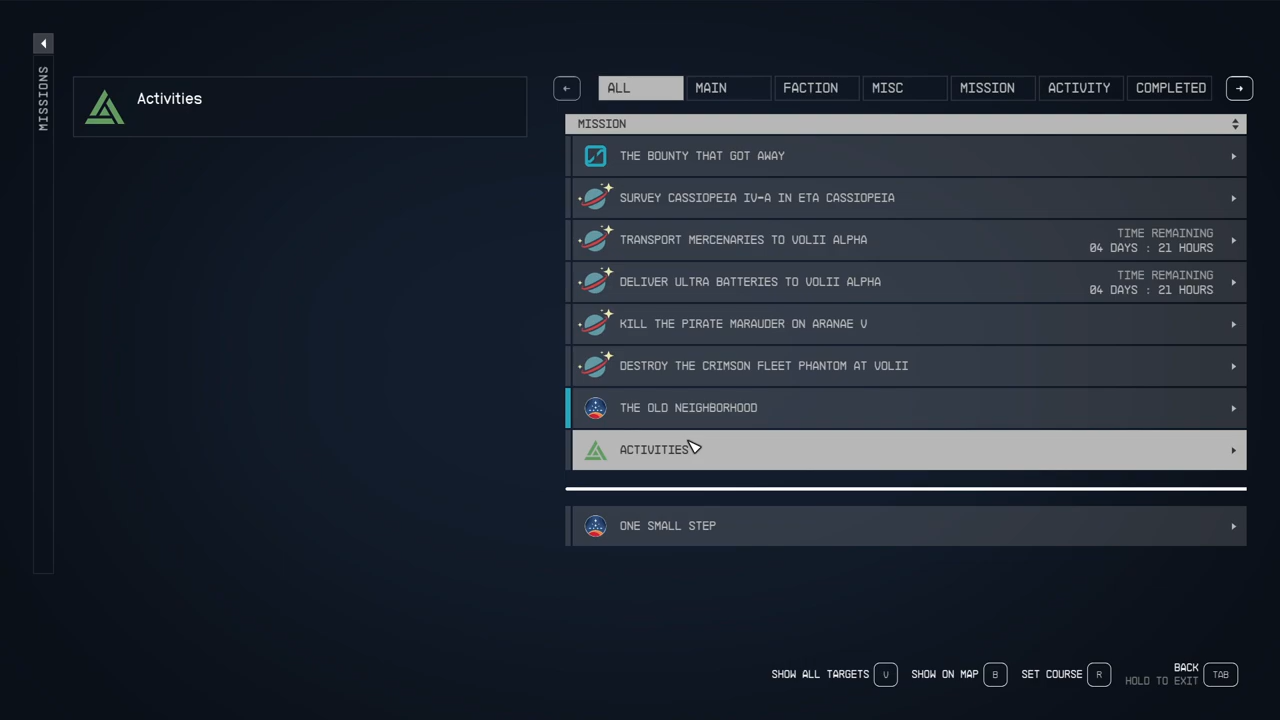 MISSIONS
Activities
ALL MAIN FACTION MISC MISSION ACTIVITY COMPLETED
MISSION
THE BOUNTY THAT GOT AWAY
SURVEY CASSIOPEIA IV-A IN ETA CASSIOPEIA
TRANSPORT MERCENARIES TO VOLII ALPHA
TIME REMAINING
04 DAYS : 21 HOURS
DELIVER ULTRA BATTERIES TO VOLII ALPHA
TIME REMAINING
04 DAYS : 21 HOURS
KILL THE PIRATE MARAUDER ON ARANAE V
DESTROY THE CRIMSON FLEET PHANTOM AT VOLII
THE OLD NEIGHBORHOOD
ACTIVITIES
ONE SMALL STEP
SHOW ALL TARGETS V SHOW ON MAP B SET COURSE R BACK TAB
HOLD TO EXIT